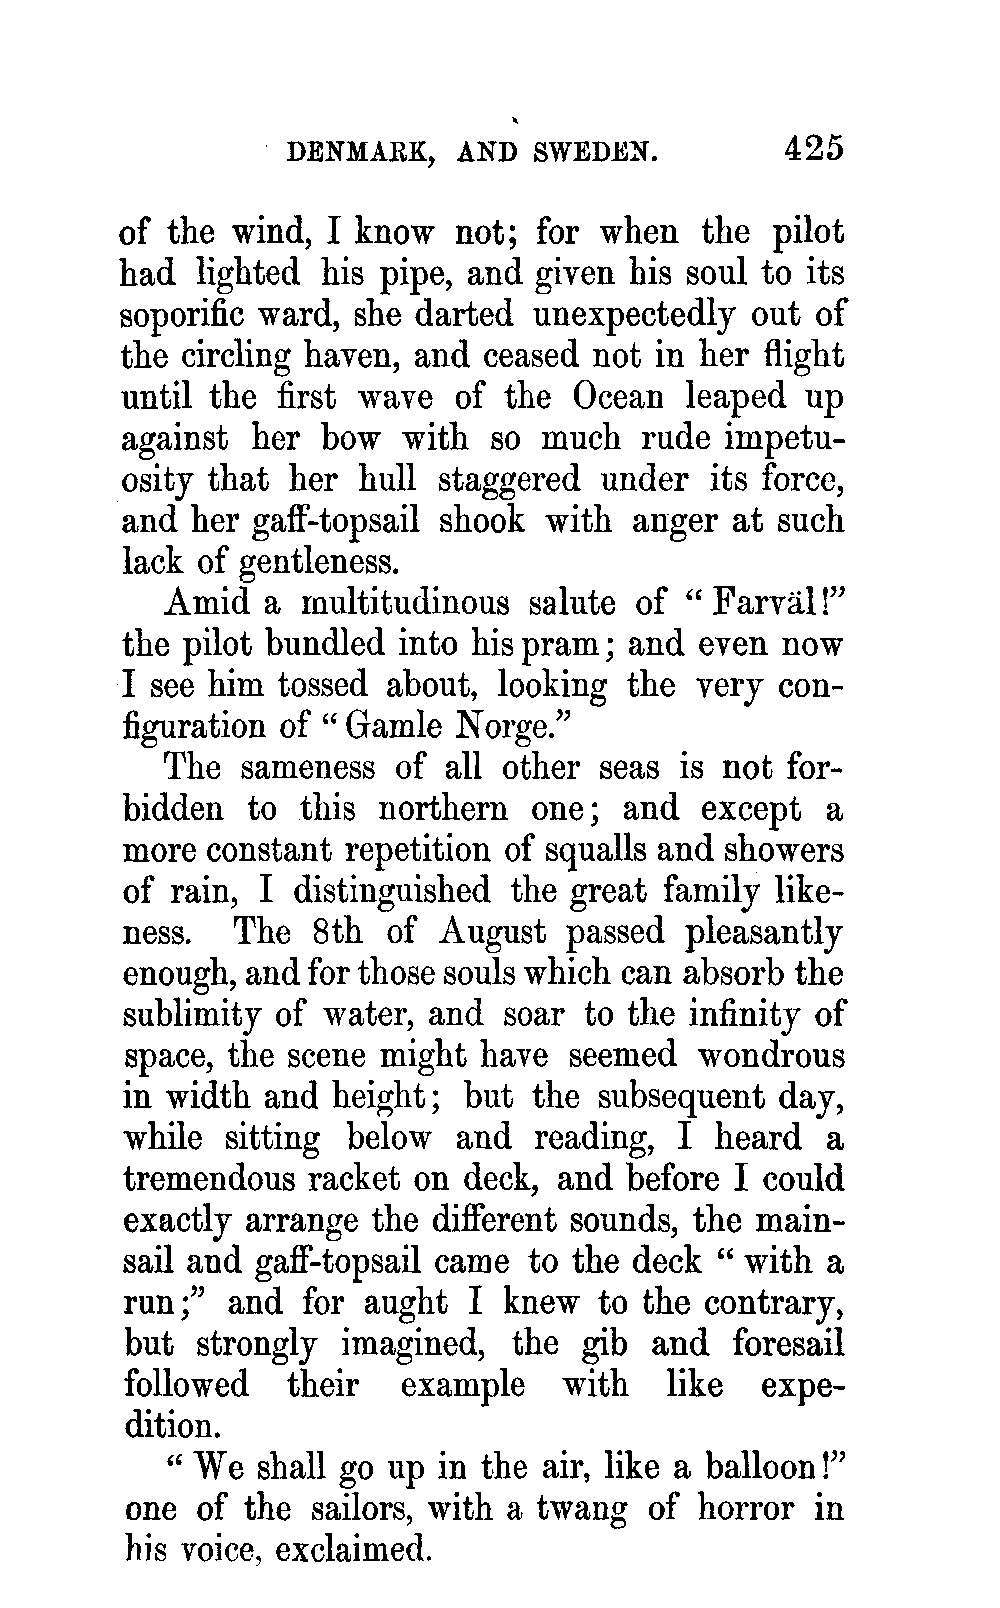 DENMARK, AND SWEDEN. 425
of the wind, I know not; for when the pilot
had lighted his pipe, and given his soul to its
soporific ward, she darted unexpectedly out of
the circling haven, and ceased not in her flight
until the first wave of the Ocean leaped up
against her bow with so much rude impetu-
osity that her hull staggered under its force,
and her gaff-topsail shook with anger at such
lack of gentleness.
Amid a multitudinous salute of “Farväl!”
the pilot bundled into his pram; and even now
I see him tossed about, looking the very con-
figuration of “Gamle Norge.”
The sameness of all other seas is not for-
bidden to this northern one; and except a
more constant repetition of squalls and showers
of rain, I distinguished the great family like-
ness. The 8th of August passed pleasantly
enough, and for those souls which can absorb the
sublimity of water, and soar to the infinity of
space, the scene might have seemed wondrous
in width and height; but the subsequent day,
while sitting below and reading, I heard a
tremendous racket on deck, and before I could
exactly arrange the different sounds, the main-
sail and gaff-topsail came to the deck “with a
run;” and for aught I knew to the contrary,
but strongly imagined, the gib and foresail
followed their example with like expe-
dition.
“We shall go up in the air, like a balloon!”
one of the sailors, with a twang of horror in
his voice, exclaimed.